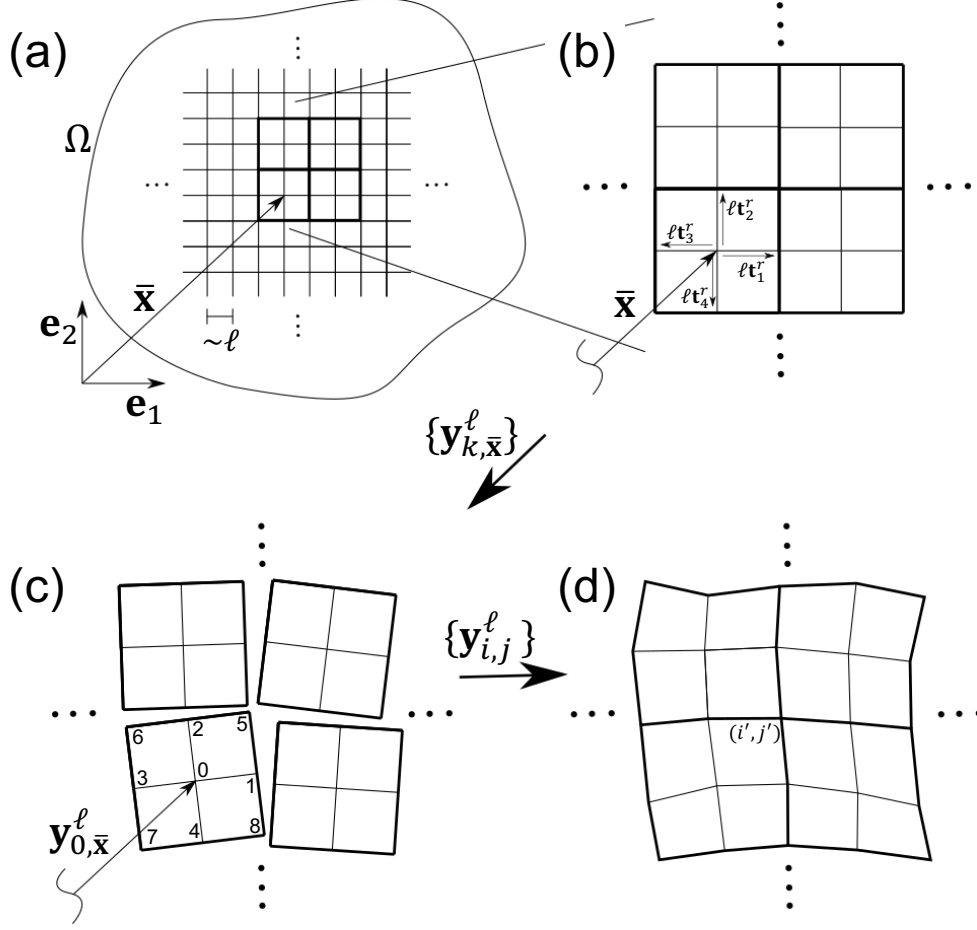 (a)
(b)
⋮
⋮
Ω
⋯
⋯
⋯
⋯
ℓt₂ʳ
ℓt₃ʳ
ℓt₁ʳ
ℓt₄ʳ
x̄
x̄
e₂
~ℓ
⋮
⋮
e₁
{y^ℓ_{k,x̄}}
⋮
⋮
(c)
(d)
{y^ℓ_{i,j}}
⋯
⋯
⋯
⋯
6 2 5
(i′, j′)
3 0 1
7 4 8
y^ℓ_{0,x̄}
⋮
⋮